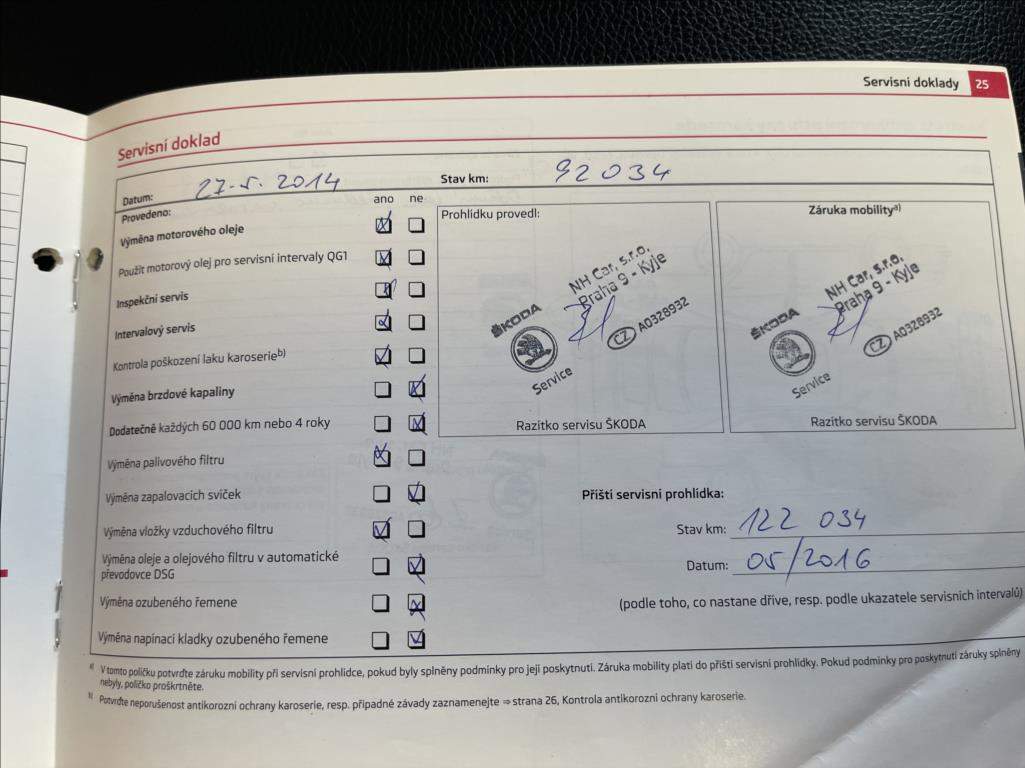 Servisní doklady 25
Servisní doklad
Datum: 27.5. 2014 Stav km: 92 034
Provedeno: ano ne
Výměna motorového oleje
Použit motorový olej pro servisní intervaly QG1
Inspekční servis
Intervalový servis
Kontrola poškození laku karoserie b)
Výměna brzdové kapaliny
Dodatečně každých 60 000 km nebo 4 roky
Výměna palivového filtru
Výměna zapalovacích svíček
Výměna vložky vzduchového filtru
Výměna oleje a olejového filtru v automatické
převodovce DSG
Výměna ozubeného řemene
Výměna napínací kladky ozubeného řemene
Prohlídku provedl:
NH Car, s.r.o.
Praha 9 - Kyje
ŠKODA
CZ A0328932
Service
Razítko servisu ŠKODA
Záruka mobility a)
NH Car, s.r.o.
Praha 9 - Kyje
ŠKODA
CZ A0328932
Service
Razítko servisu ŠKODA
Příští servisní prohlídka:
Stav km: 122 034
Datum: 05/2016
(podle toho, co nastane dříve, resp. podle ukazatele servisních intervalů)
a) V tomto políčku potvrďte záruku mobility při servisní prohlídce, pokud byly splněny podmínky pro její poskytnutí. Záruka mobility platí do příští servisní prohlídky. Pokud podmínky pro poskytnutí záruky splněny
nebyly, políčko proškrtněte.
b) Potvrďte neporušenost antikorozní ochrany karoserie, resp. případné závady zaznamenejte ⇒ strana 26, Kontrola antikorozní ochrany karoserie.